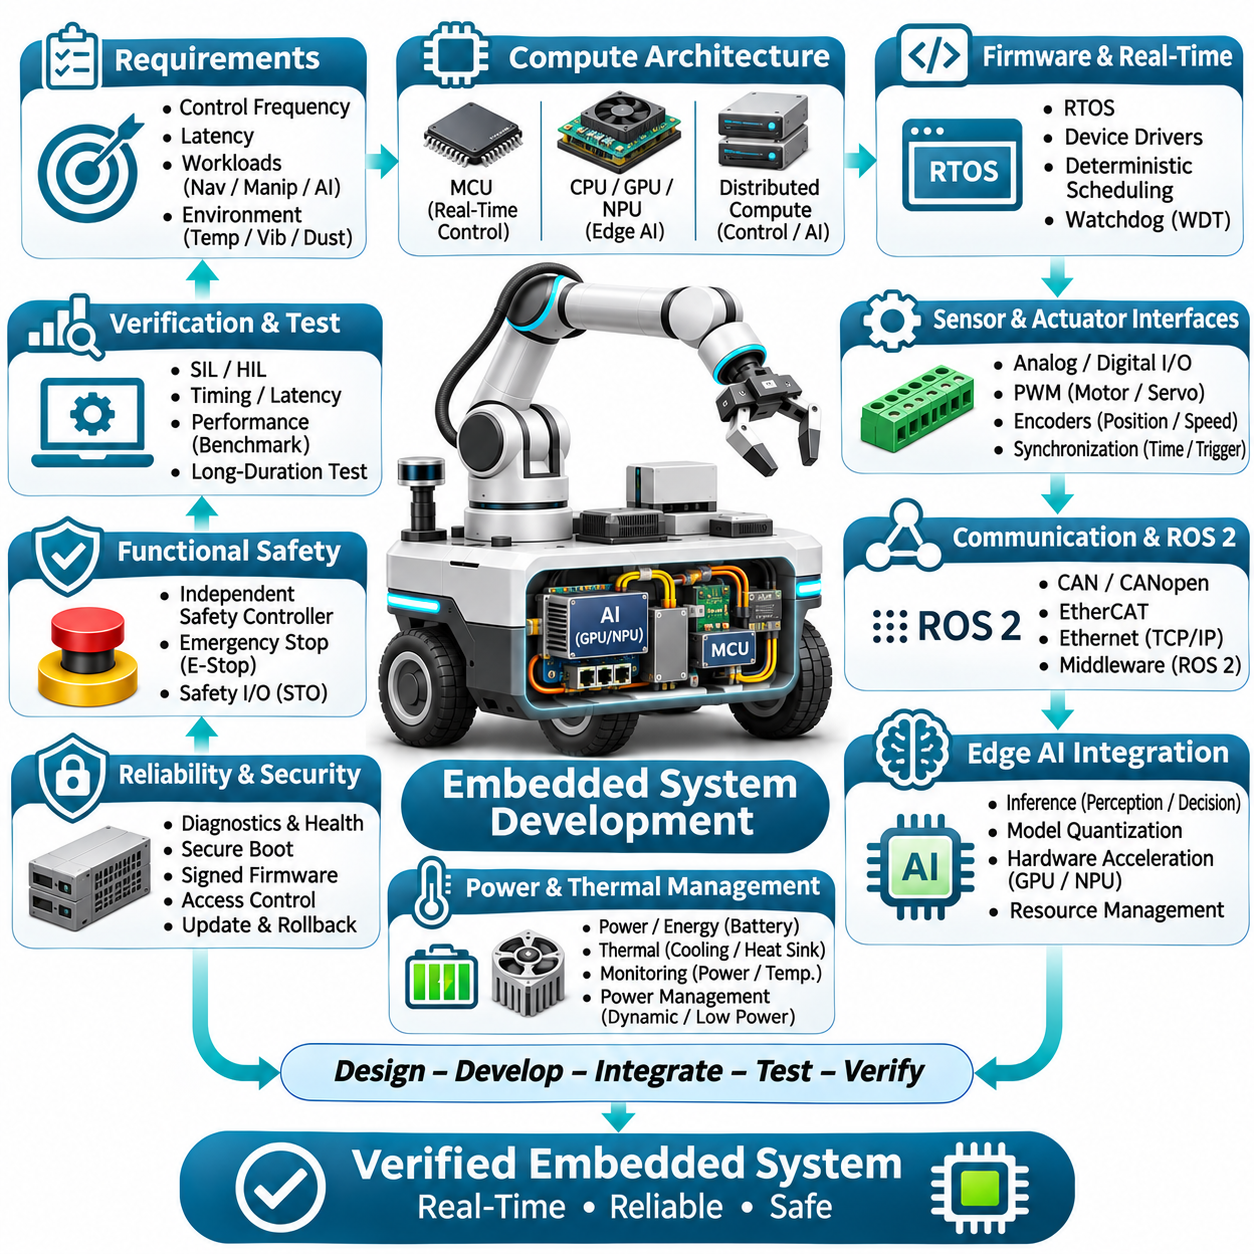 Requirements
• Control Frequency
• Latency
• Workloads
(Nav / Manip / AI)
• Environment
(Temp / Vib / Dust)
Compute Architecture
MCU
(Real-Time
Control)
CPU / GPU /
NPU
(Edge AI)
Distributed
Compute
(Control / AI)
</>
Firmware & Real-Time
RTOS
• RTOS
• Device Drivers
• Deterministic
Scheduling
• Watchdog (WDT)
Verification & Test
• SIL / HIL
• Timing / Latency
• Performance
(Benchmark)
• Long-Duration Test
Sensor & Actuator Interfaces
• Analog / Digital I/O
• PWM (Motor / Servo)
• Encoders (Position / Speed)
• Synchronization (Time / Trigger)
Functional Safety
• Independent
Safety Controller
• Emergency Stop
(E-Stop)
• Safety I/O (STO)
AI
(GPU/NPU)
MCU
Communication & ROS 2
ROS 2
• CAN / CANopen
• EtherCAT
• Ethernet (TCP/IP)
• Middleware (ROS 2)
Reliability & Security
• Diagnostics & Health
• Secure Boot
• Signed Firmware
• Access Control
• Update & Rollback
Embedded System
Development
Edge AI Integration
AI
• Inference (Perception / Decision)
• Model Quantization
• Hardware Acceleration
(GPU / NPU)
• Resource Management
Power & Thermal Management
• Power / Energy (Battery)
• Thermal (Cooling / Heat Sink)
• Monitoring (Power / Temp.)
• Power Management
(Dynamic / Low Power)
Design – Develop – Integrate – Test – Verify
Verified Embedded System
Real-Time • Reliable • Safe